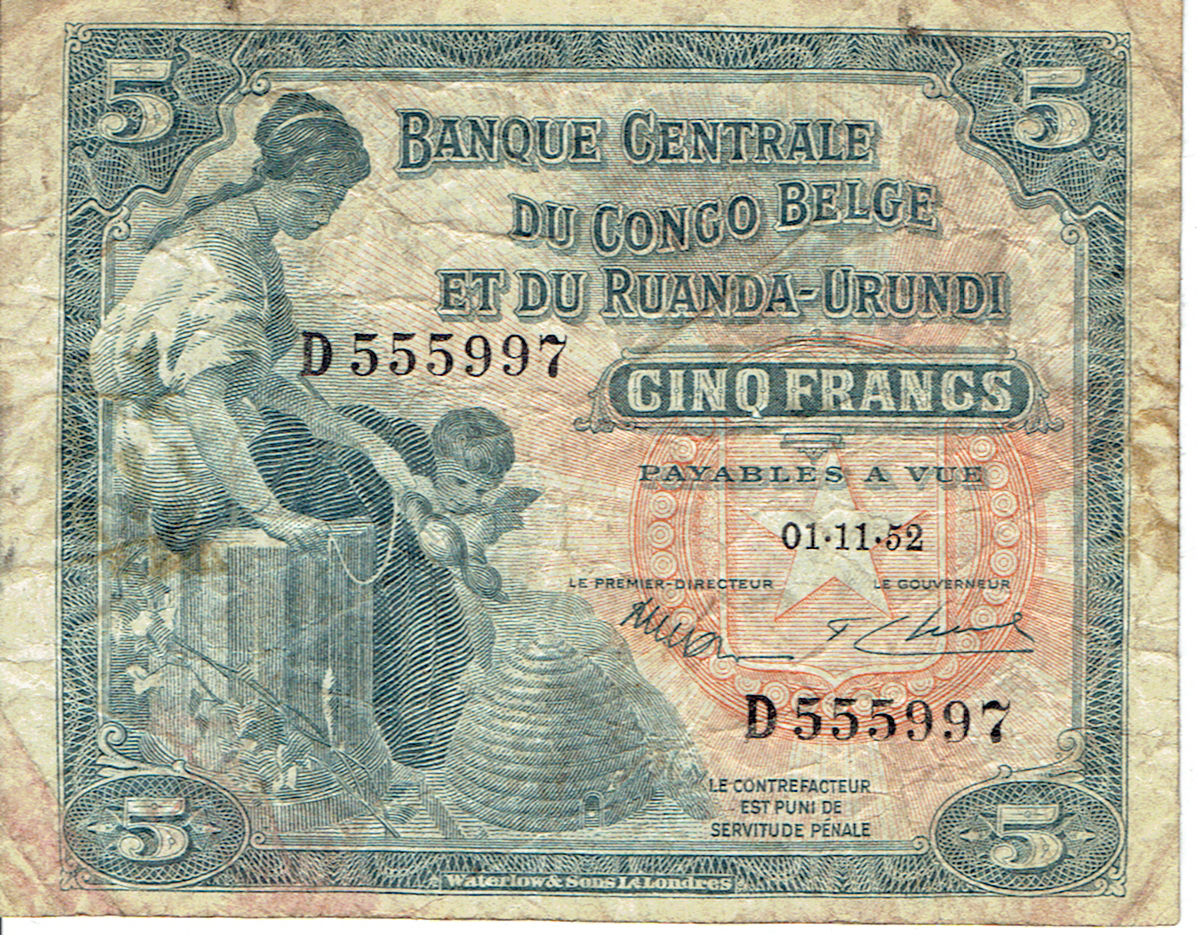 5
5
BANQUE CENTRALE
DU CONGO BELGE
ET DU RUANDA-URUNDI
D 555997
CINQ FRANCS
PAYABLES A VUE
01·11·52
LE PREMIER-DIRECTEUR
LE GOUVERNEUR
D 555997
LE CONTREFACTEUR
EST PUNI DE
SERVITUDE PÉNALE
5
5
Waterlow & Sons Ld Londres